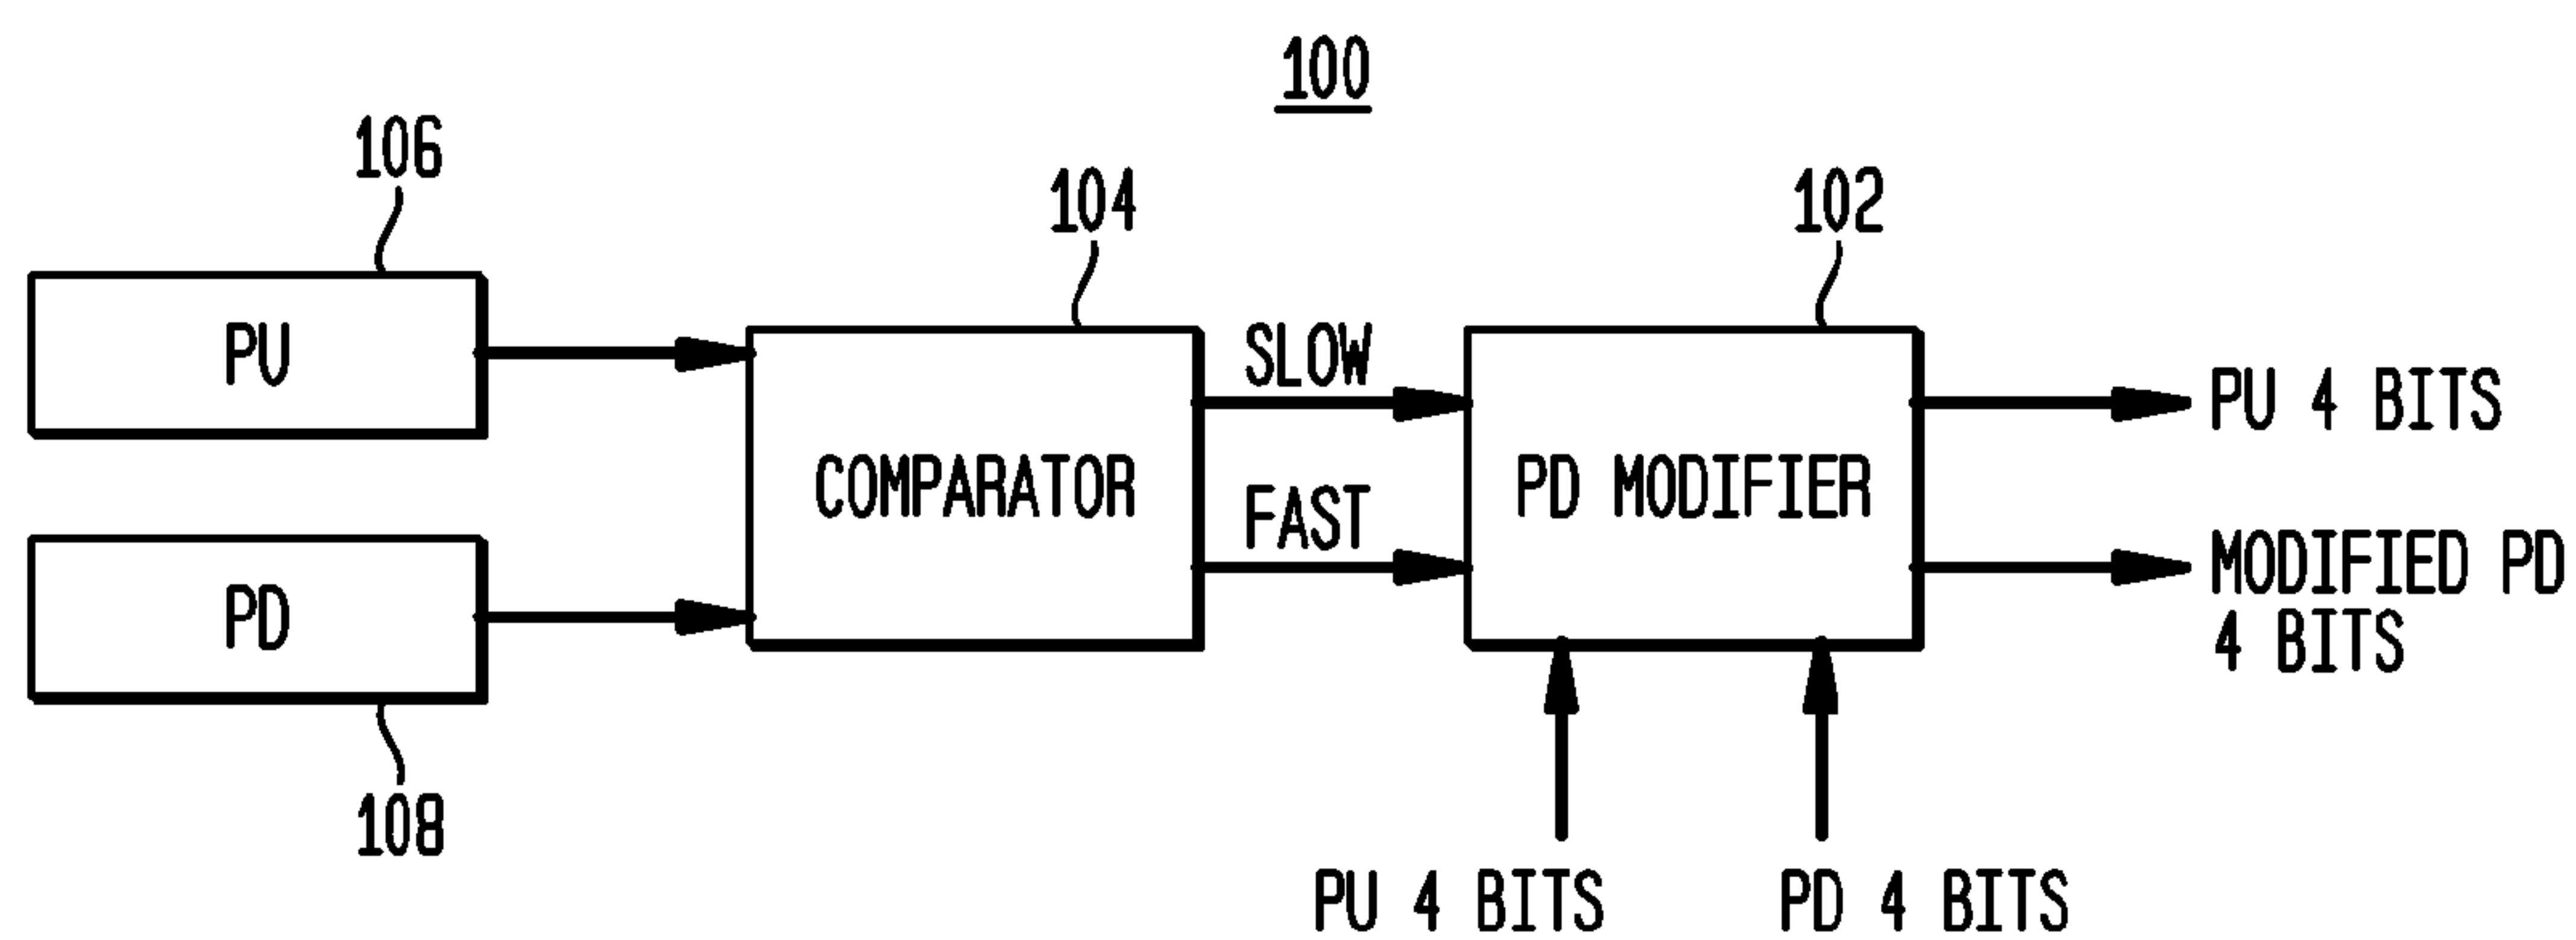 100
106
104
102
PU
SLOW
PU 4 BITS
COMPARATOR
PD MODIFIER
FAST
MODIFIED PD
4 BITS
PD
108
PU 4 BITS
PD 4 BITS